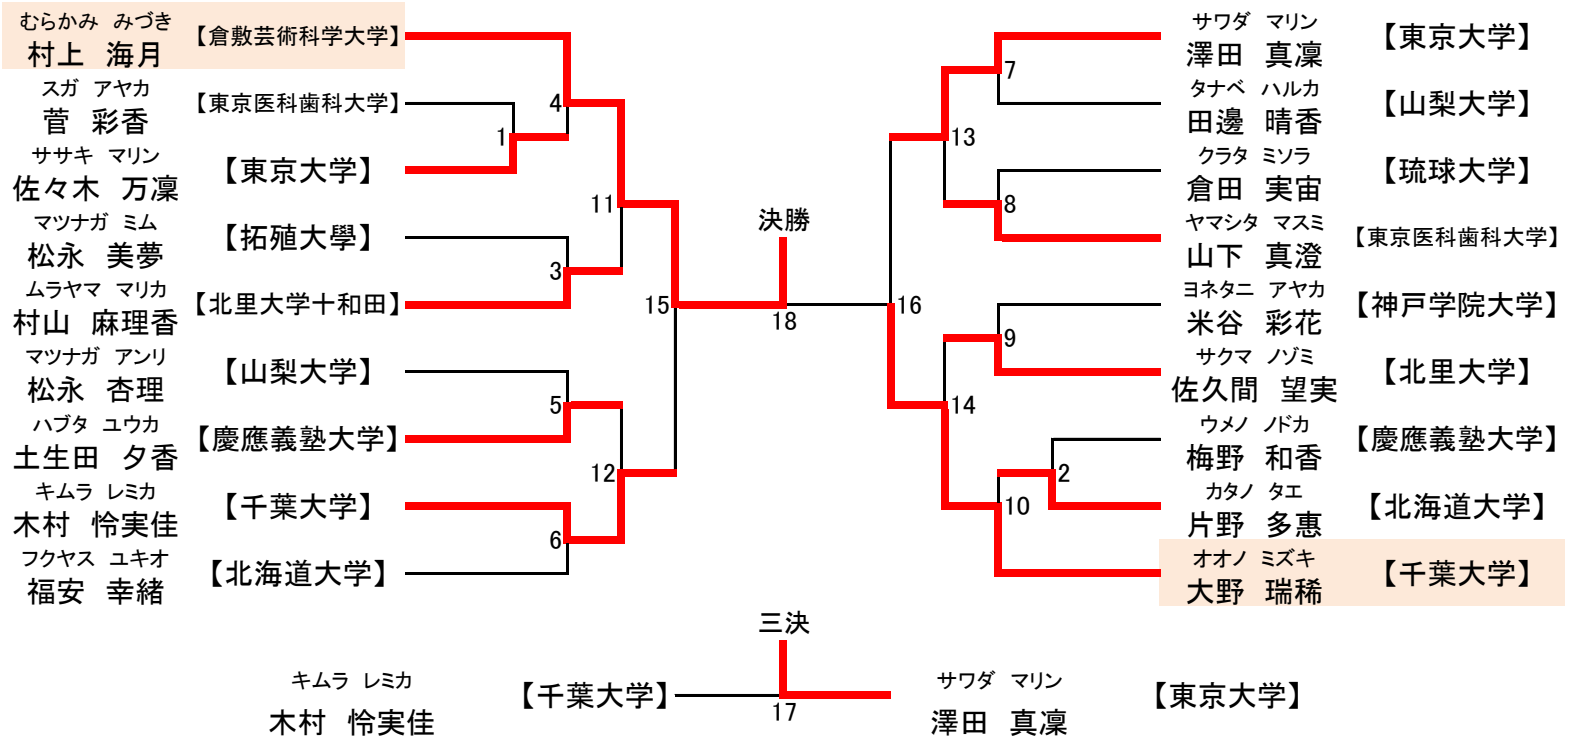 むらかみ みづき
村上 海月 【倉敷芸術科学大学】
スガ アヤカ
菅 彩香 【東京医科歯科大学】
ササキ マリン
佐々木 万凜 【東京大学】
マツナガ ミム
松永 美夢 【拓殖大學】
ムラヤマ マリカ
村山 麻理香 【北里大学十和田】
マツナガ アンリ
松永 杏理 【山梨大学】
ハブタ ユウカ
土生田 夕香 【慶應義塾大学】
キムラ レミカ
木村 怜実佳 【千葉大学】
フクヤス ユキオ
福安 幸緒 【北海道大学】
1
4
3
11
5
12
6
15
決勝
18
16
7
13
8
9
14
2
10
サワダ マリン
澤田 真凜 【東京大学】
タナベ ハルカ
田邊 晴香 【山梨大学】
クラタ ミソラ
倉田 実宙 【琉球大学】
ヤマシタ マスミ
山下 真澄 【東京医科歯科大学】
ヨネタニ アヤカ
米谷 彩花 【神戸学院大学】
サクマ ノゾミ
佐久間 望実 【北里大学】
ウメノ ノドカ
梅野 和香 【慶應義塾大学】
カタノ タエ
片野 多惠 【北海道大学】
オオノ ミズキ
大野 瑞稀 【千葉大学】
三決
キムラ レミカ
木村 怜実佳 【千葉大学】
17
サワダ マリン
澤田 真凜 【東京大学】